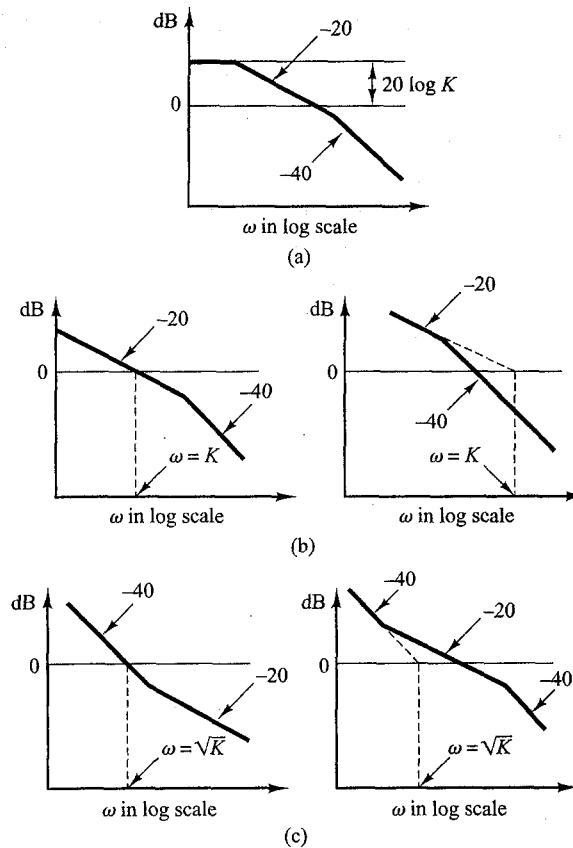 dB
-20
20 log K
0
-40
ω in log scale
(a)
dB
-20
0
-40
ω = K
ω in log scale
dB
-20
0
-40
ω = K
ω in log scale
(b)
dB
-40
0
-20
ω = √K
ω in log scale
dB
-40
-20
0
-40
ω = √K
ω in log scale
(c)